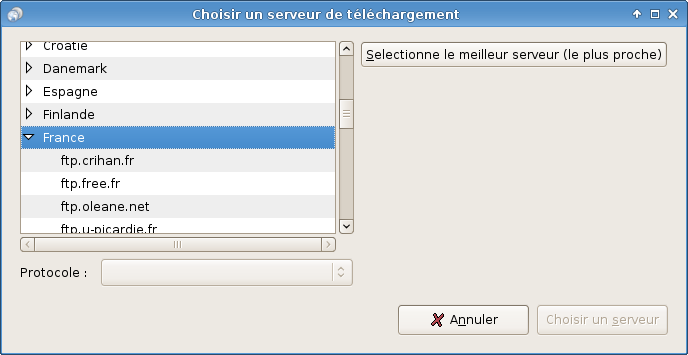 Choisir un serveur de téléchargement
Croatie
Danemark
Espagne
Finlande
France
ftp.crihan.fr
ftp.free.fr
ftp.oleane.net
ftp.u-picardie.fr
Selectionne le meilleur serveur (le plus proche)
Protocole :
Annuler
Choisir un serveur